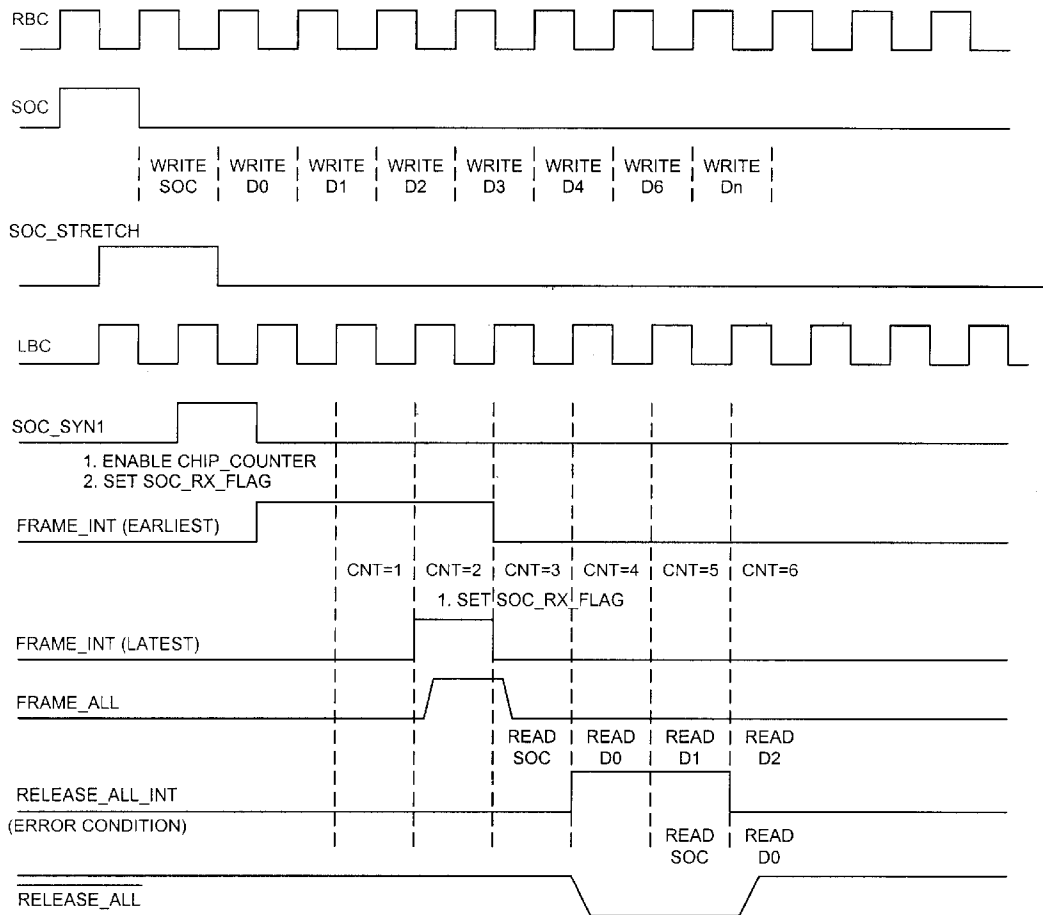 RBC
SOC
WRITE WRITE WRITE WRITE WRITE WRITE WRITE WRITE
SOC D0 D1 D2 D3 D4 D6 Dn
SOC_STRETCH
LBC
SOC_SYN1
1. ENABLE CHIP_COUNTER
2. SET SOC_RX_FLAG
FRAME_INT (EARLIEST)
CNT=1 CNT=2 CNT=3 CNT=4 CNT=5 CNT=6
1. SET SOC_RX_FLAG
FRAME_INT (LATEST)
FRAME_ALL
READ READ READ READ
SOC D0 D1 D2
RELEASE_ALL_INT
(ERROR CONDITION)
READ READ
SOC D0
RELEASE_ALL